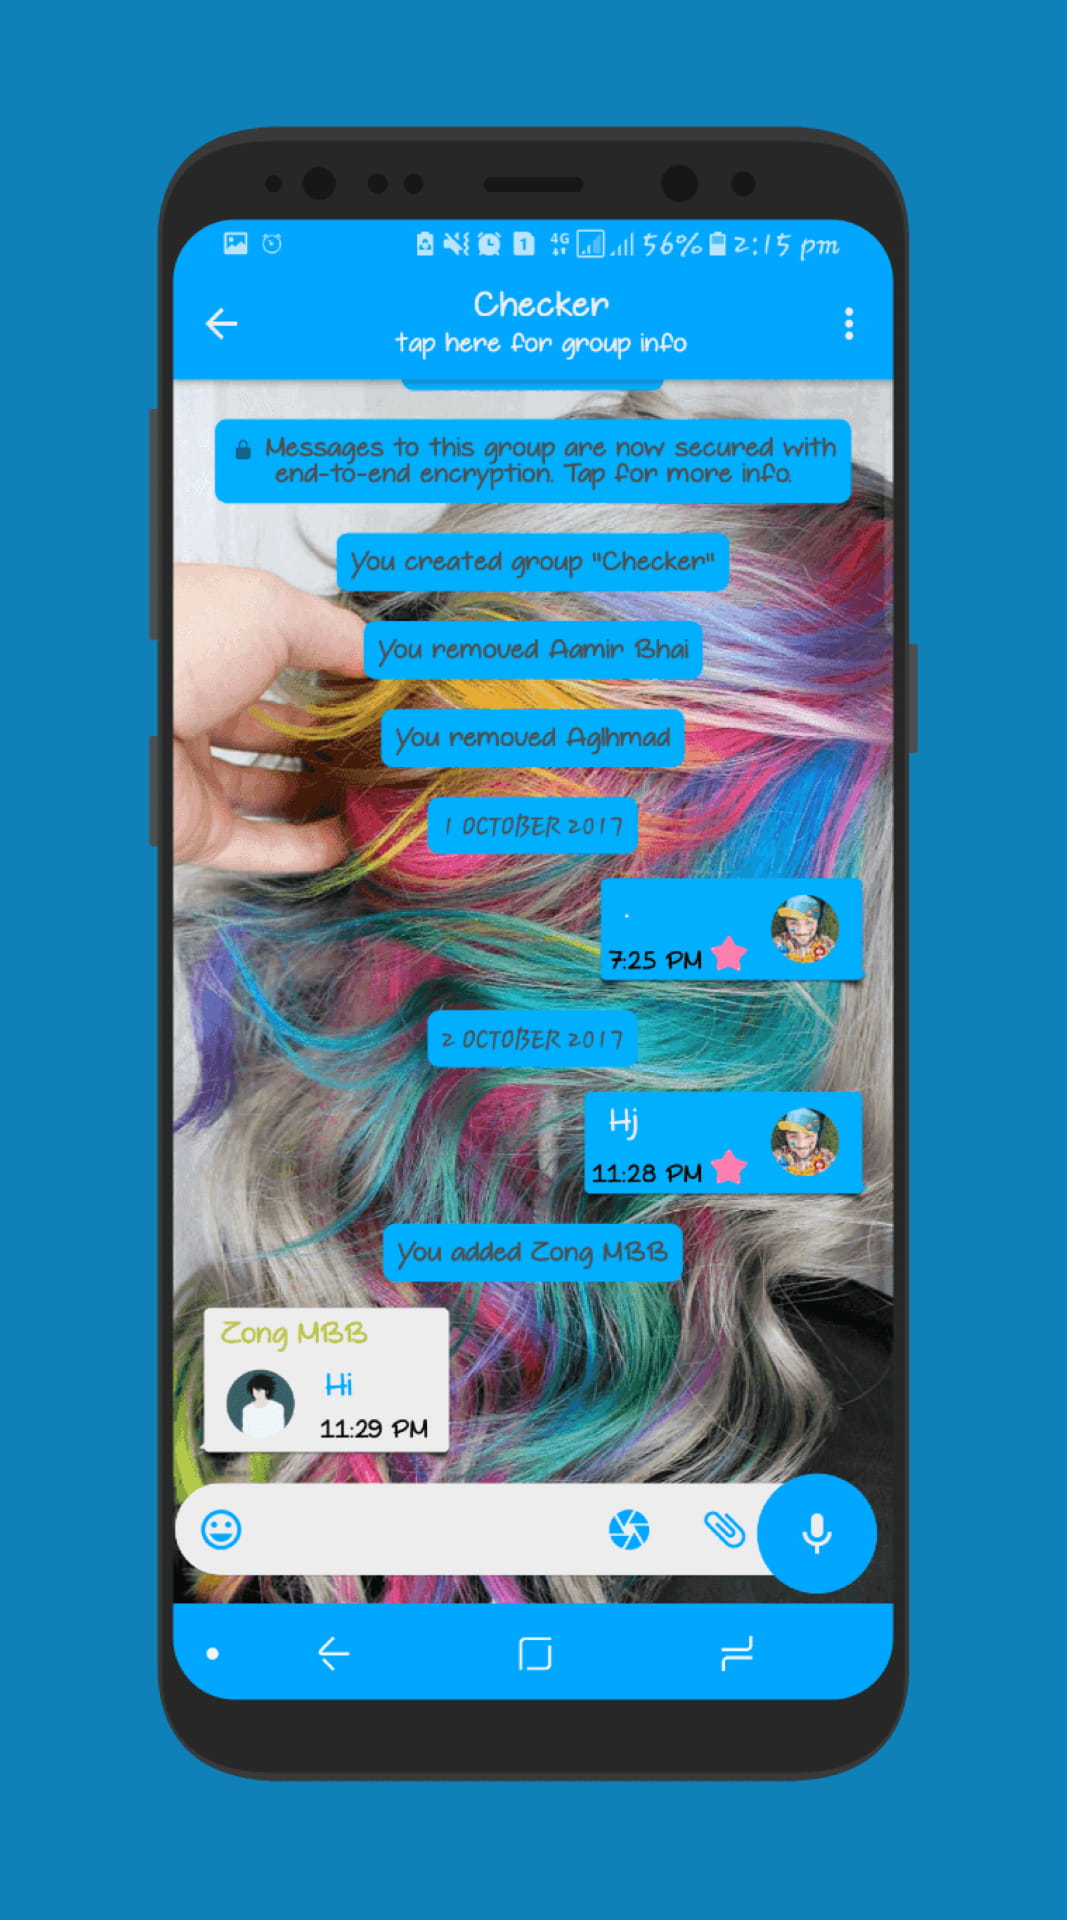 1 4G 56% 2:15 pm
Checker
tap here for group info
Messages to this group are now secured with
end-to-end encryption. Tap for more info.
You created group "Checker"
You removed Aamir Bhai
You removed Aglhmad
1 OCTOBER 2017
.
7:25 PM
2 OCTOBER 2017
Hj
11:28 PM
You added Zong MBB
Zong MBB
Hi
11:29 PM